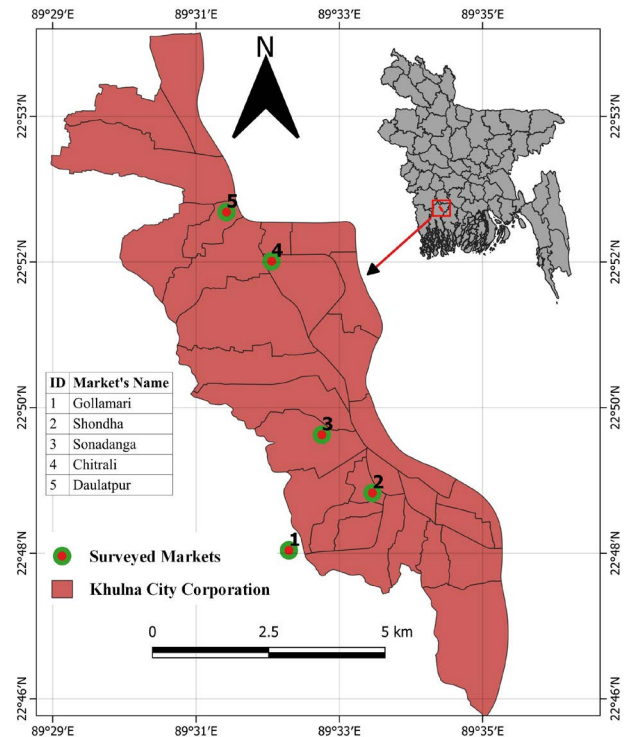 89°29′E 89°31′E 89°33′E 89°35′E
N
22°53′N 22°53′N
5
4
22°52′N 22°52′N
ID Market's Name
1 Gollamari
2 Shondha
3 Sonadanga
4 Chitrali
5 Daulatpur
22°50′N 22°50′N
3
2
1
22°48′N 22°48′N
Surveyed Markets
Khulna City Corporation
0 2.5 5 km
22°46′N 22°46′N
89°29′E 89°31′E 89°33′E 89°35′E